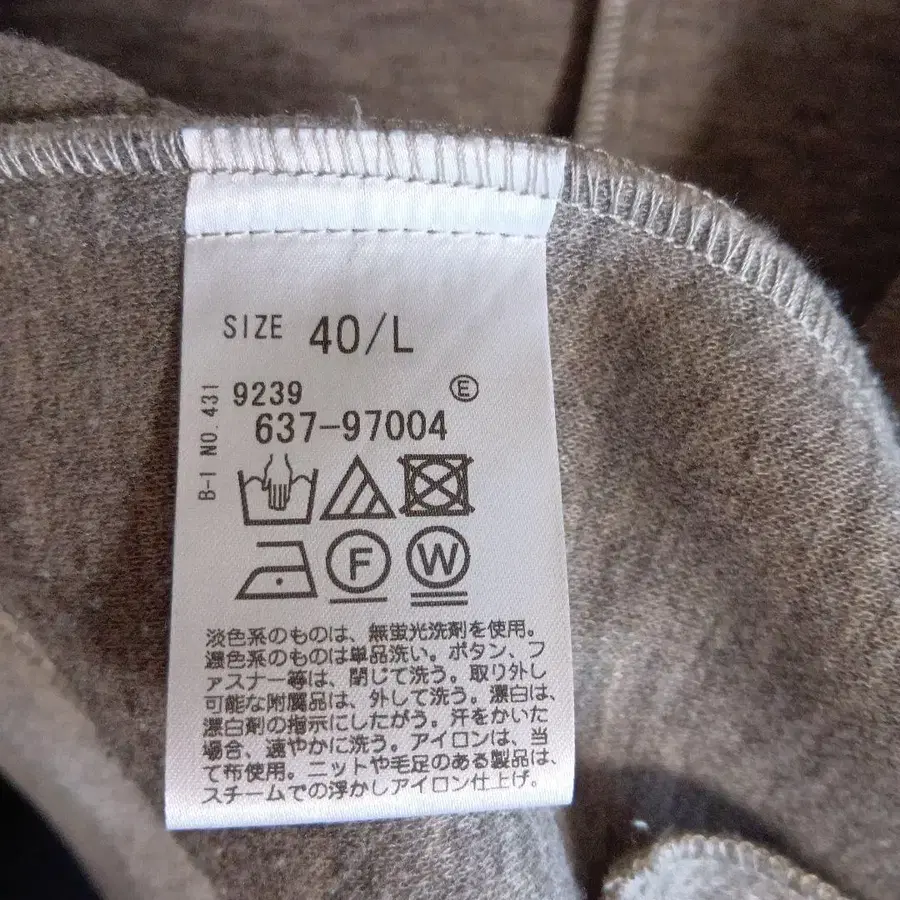 SIZE 40/L
B-1 NO. 431
9239 Ⓔ
637-97004
F W
淡色系のものは、無蛍光洗剤を使用。
濃色系のものは単品洗い。ボタン、フ
ァスナー等は、閉じて洗う。取り外し
可能な附属品は、外して洗う。漂白は、
漂白剤の指示にしたがう。汗をかいた
場合、速やかに洗う。アイロンは、当
て布使用。ニットや毛足のある製品は、
スチームでの浮かしアイロン仕上げ。